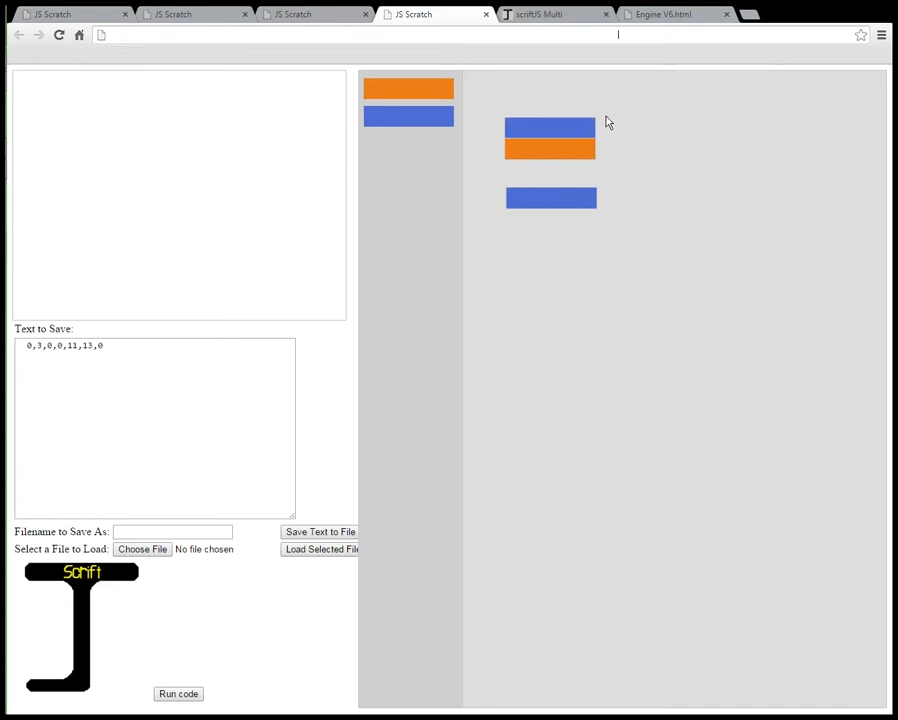 JS Scratch
JS Scratch
JS Scratch
JS Scratch
scriftJS Multi
Engine V6.html
Text to Save:
0,3,0,0,11,13,0
Filename to Save As:
Save Text to File
Select a File to Load:
Choose File
No file chosen
Load Selected File
Scrift
Run code